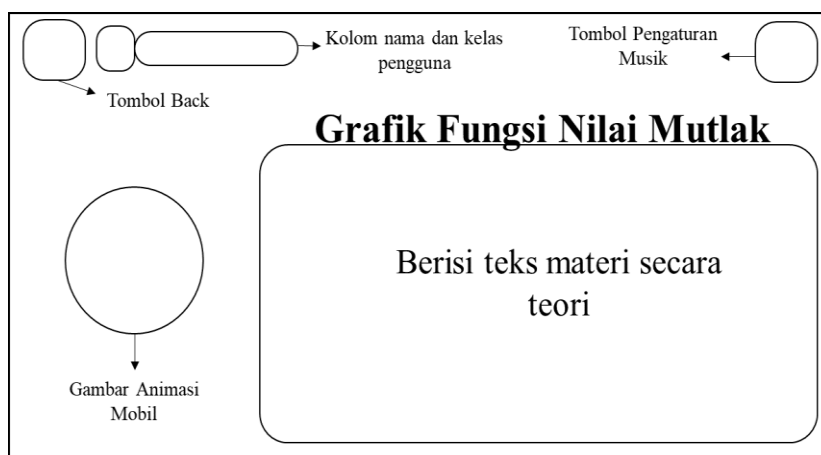 Kolom nama dan kelas
pengguna
Tombol Pengaturan
Musik
Tombol Back
Grafik Fungsi Nilai Mutlak
Berisi teks materi secara
teori
Gambar Animasi
Mobil